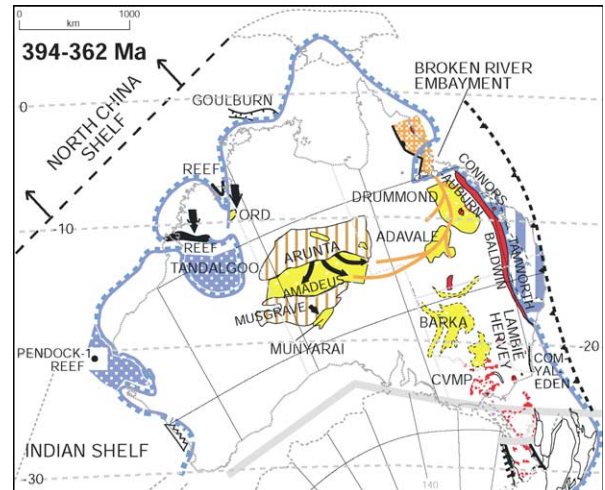 0 1000
km
394-362 Ma
NORTH CHINA
SHELF
GOULBURN
BROKEN RIVER
EMBAYMENT
0
REEF
ORD
-10
REEF
TANDALGOO
DRUMMOND
AUBURN
CONNORS
ADAVALE
BALDWIN
TAMWORTH
ARUNTA
AMADEUS
MUSGRAVE
MUNYARAI
BARKA
LAMBIE
HERVEY
PENDOCK-1
REEF
-20
COM-
YAL-
EDEN
CVMP
INDIAN SHELF
-30
140